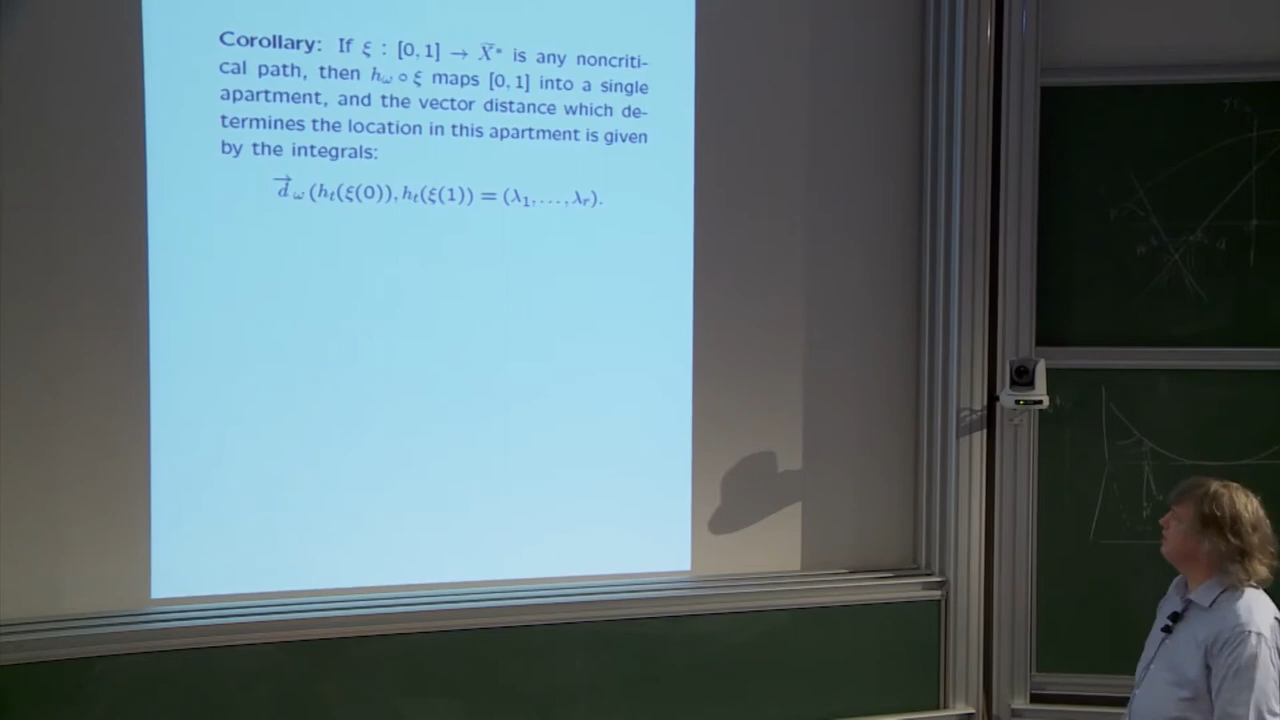 Corollary: If ξ : [0, 1] → X̃* is any noncriti-
cal path, then h_ω ∘ ξ maps [0, 1] into a single
apartment, and the vector distance which de-
termines the location in this apartment is given
by the integrals:
d⃗_ω (h_t(ξ(0)), h_t(ξ(1)) = (λ₁, . . . , λ_r).